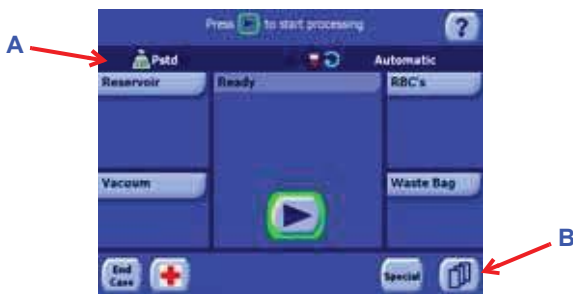 Press to start processing
?
A
Pstd
Automatic
Reservoir
Ready
RBC's
Vacuum
Waste Bag
B
End
Case
Special